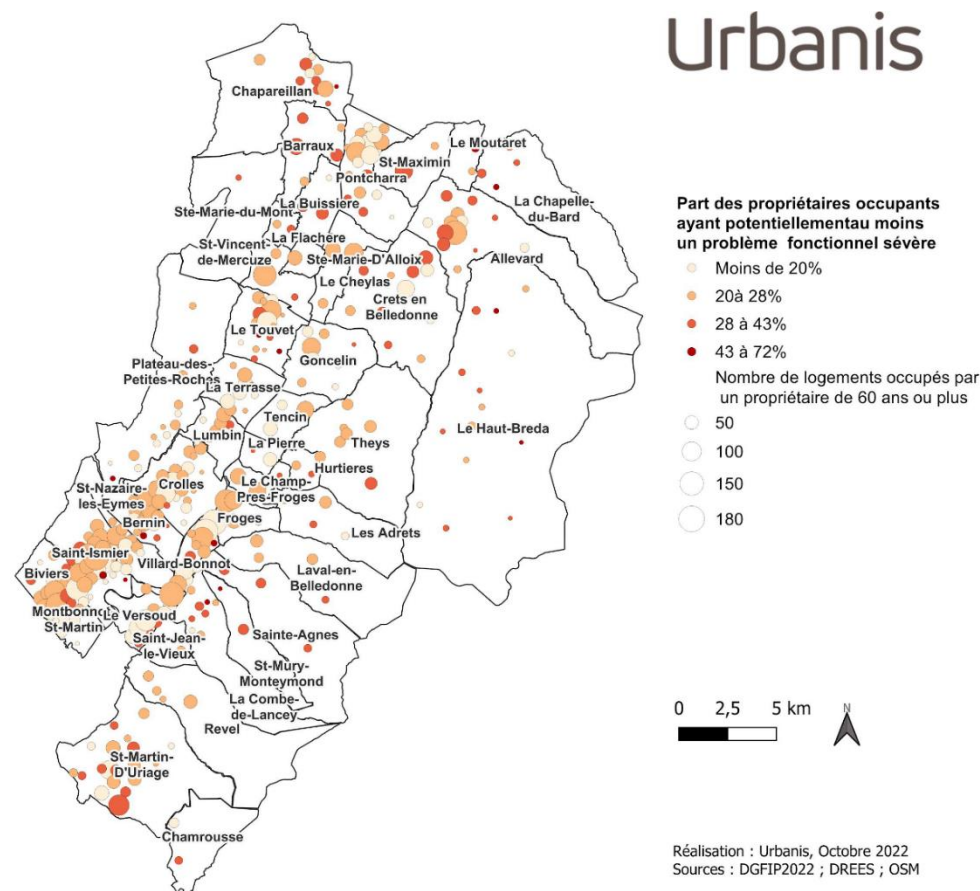 Urbanis
Chapareillan
Barraux
Le Moutaret
St-Maximin
Pontcharra
La Chapelle-
du-Bard
La Buissiere
Ste-Marie-du-Mont
La Flachere
St-Vincent-
de-Mercuze
Ste-Marie-D'Alloix
Allevard
Le Cheylas
Crets en
Belledonne
Le Touvet
Goncelin
Plateau-des-
Petites-Roches
La Terrasse
Tencin
Lumbin
La Pierre
Theys
Le Haut-Breda
Hurtieres
St-Nazaire-
les-Eymes
Crolles
Le Champ-
Pres-Froges
Bernin
Froges
Les Adrets
Saint-Ismier
Villard-Bonnot
Biviers
Laval-en-
Belledonne
Montbonnot
St-Martin
Le Versoud
Saint-Jean-
le-Vieux
Sainte-Agnes
St-Mury-
Monteymond
La Combe-
de-Lancey
Revel
St-Martin-
D'Uriage
Chamrousse
Part des propriétaires occupants
ayant potentiellementau moins
un problème fonctionnel sévère
Moins de 20%
20à 28%
28 à 43%
43 à 72%
Nombre de logements occupés par
un propriétaire de 60 ans ou plus
50
100
150
180
0 2,5 5 km
N
Réalisation : Urbanis, Octobre 2022
Sources : DGFIP2022 ; DREES ; OSM